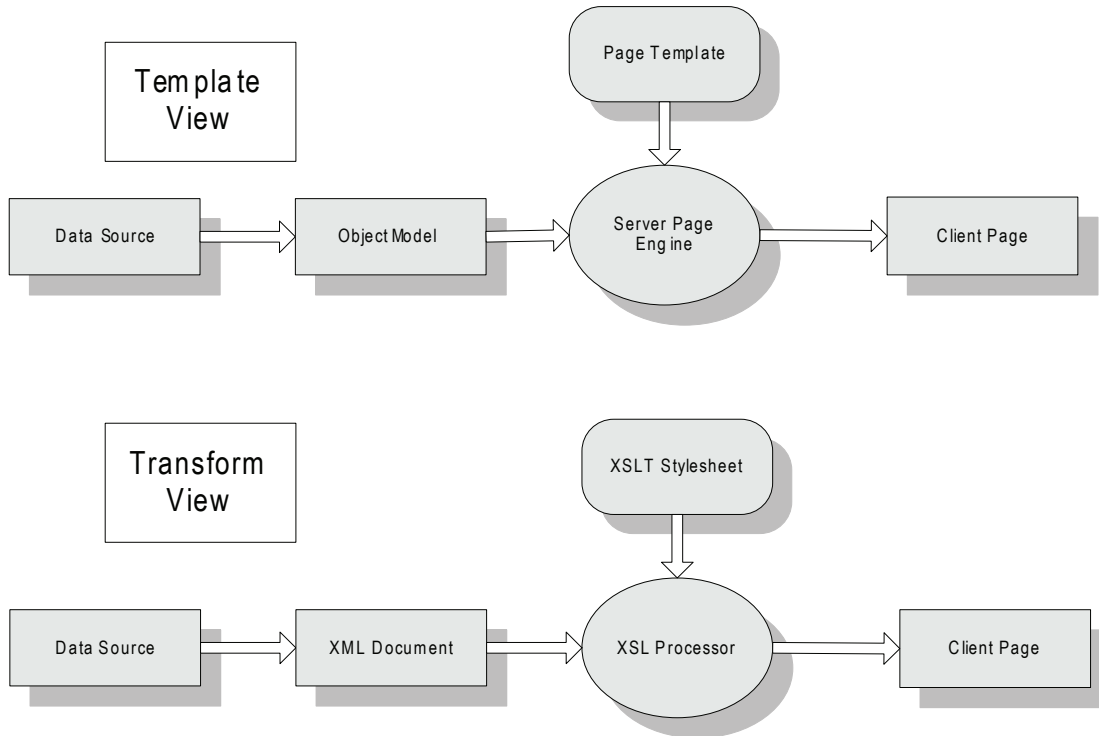 Template
View
Page Template
Data Source
Object Model
Server Page
Engine
Client Page
Transform
View
XSLT Stylesheet
Data Source
XML Document
XSL Processor
Client Page